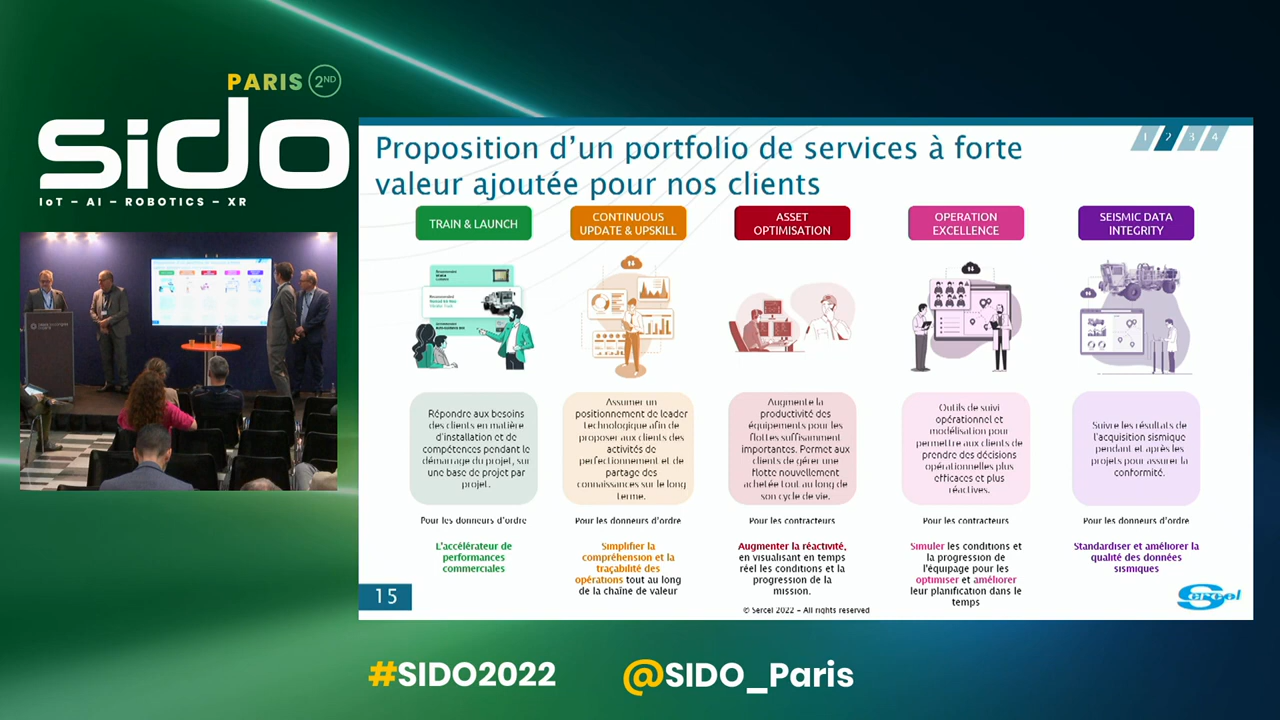 PARIS 2ND
sido
IoT – AI – ROBOTICS – XR
Proposition d'un portfolio de services à forte
valeur ajoutée pour nos clients
1 2 3 4
TRAIN & LAUNCH
CONTINUOUS
UPDATE & UPSKILL
ASSET
OPTIMISATION
OPERATION
EXCELLENCE
SEISMIC DATA
INTEGRITY
Répondre aux besoins
des clients en matière
d'installation et de
compétences pendant le
démarrage du projet, sur
une base de projet par
projet.
Assumer un
positionnement de leader
technologique afin de
proposer aux clients des
activités de
perfectionnement et de
partage des
connaissances sur le long
terme.
Augmente la
productivité des
équipements pour les
flottes suffisamment
importantes. Permet aux
clients de gérer une
flotte nouvellement
achetée tout au long de
son cycle de vie.
Outils de suivi
opérationnel et
modélisation pour
permettre aux clients de
prendre des décisions
opérationnelles plus
efficaces et plus
réactives.
Suivre les résultats de
l'acquisition sismique
pendant et après les
projets pour assurer la
conformité.
Pour les donneurs d'ordre
Pour les donneurs d'ordre
Pour les contracteurs
Pour les contracteurs
Pour les donneurs d'ordre
L'accélérateur de
performances
commerciales
Simplifier la
compréhension et la
traçabilité des
opérations tout au long
de la chaîne de valeur
Augmenter la réactivité,
en visualisant en temps
réel les conditions et la
progression de la
mission.
Simuler les conditions et
la progression de
l'équipage pour les
optimiser et améliorer
leur planification dans le
temps
Standardiser et améliorer la
qualité des données
sismiques
15
© Sercel 2022 – All rights reserved
Sercel
#SIDO2022
@SIDO_Paris